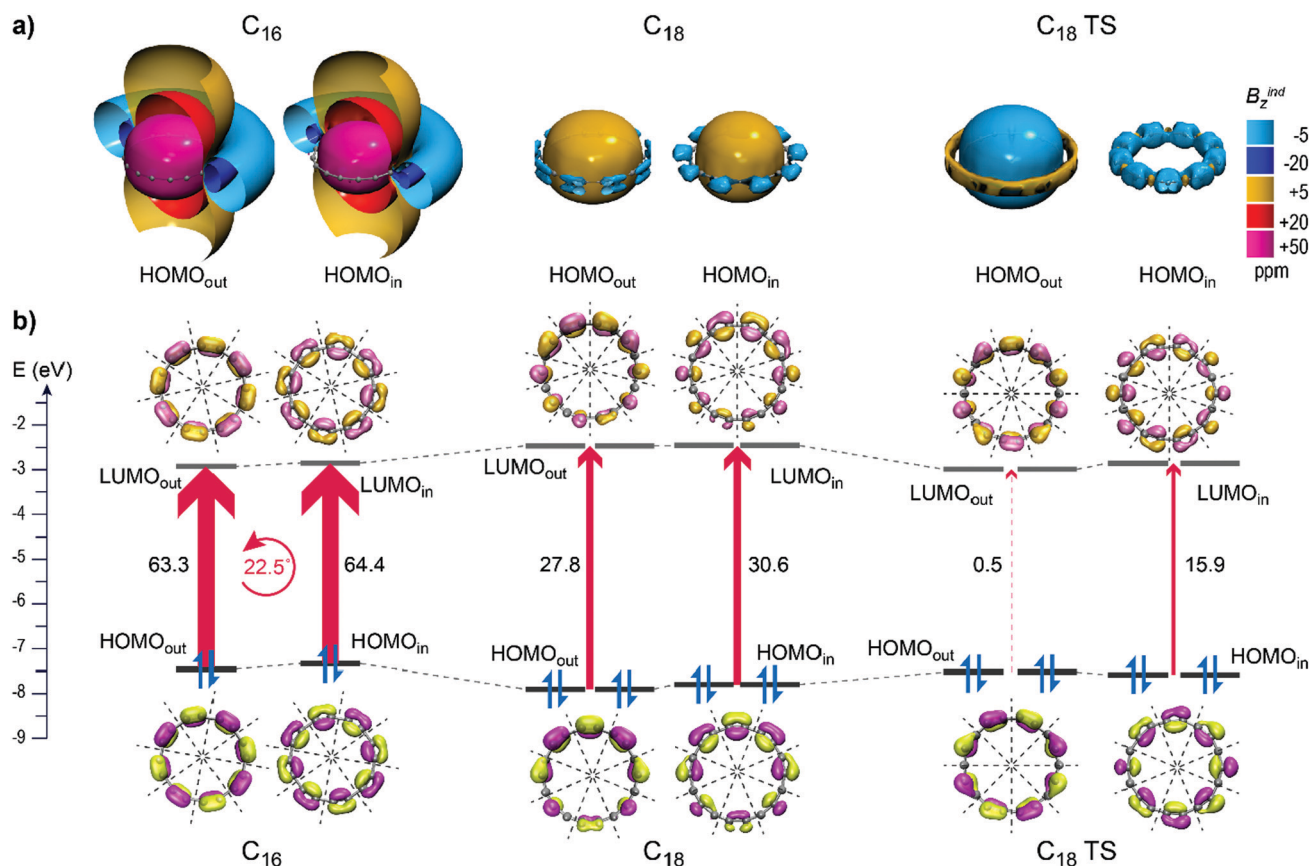 a)
C16
C18
C18 TS
Bz^ind
-5
-20
+5
+20
+50
ppm
HOMOout
HOMOin
HOMOout
HOMOin
HOMOout
HOMOin
b)
E (eV)
-2
-3
-4
-5
-6
-7
-8
-9
LUMOout
LUMOin
LUMOout
LUMOin
LUMOout
LUMOin
63.3
22.5°
64.4
27.8
30.6
0.5
15.9
HOMOout
HOMOin
HOMOout
HOMOin
HOMOout
HOMOin
C16
C18
C18 TS